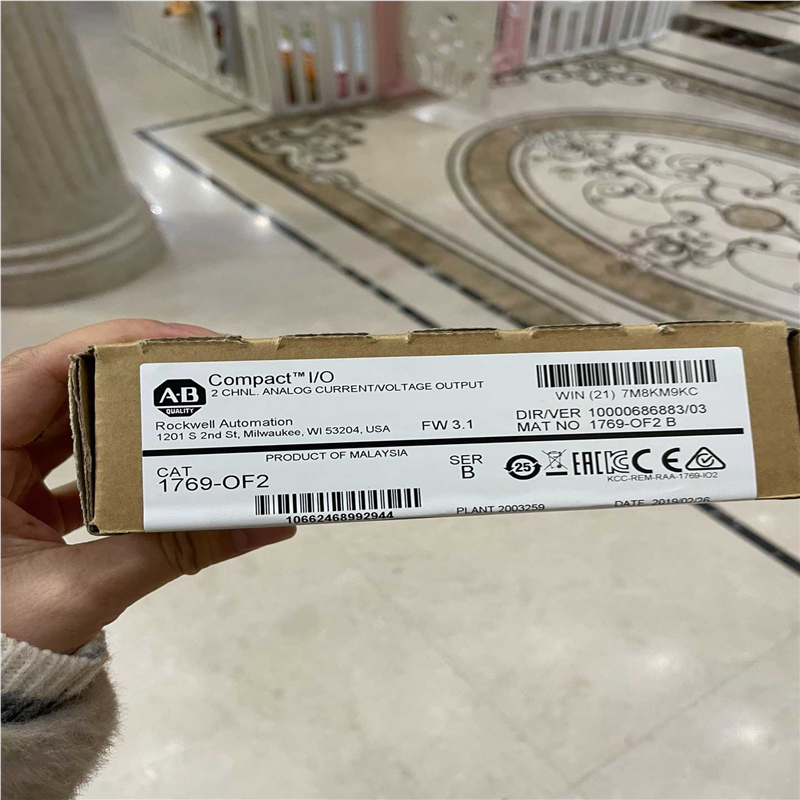 A·B
QUALITY
Compact™ I/O
2 CHNL. ANALOG CURRENT/VOLTAGE OUTPUT
Rockwell Automation
1201 S 2nd St, Milwaukee, WI 53204, USA
FW 3.1
WIN (21) 7M8KM9KC
DIR/VER 10000686883/03
MAT NO 1769-OF2 B
PRODUCT OF MALAYSIA
CAT
1769-OF2
SER
B
25
EAC
CE
KCC-REM-RAA-1769-IO2
10662468992944
PLANT 2003259
DATE 2019/02/26